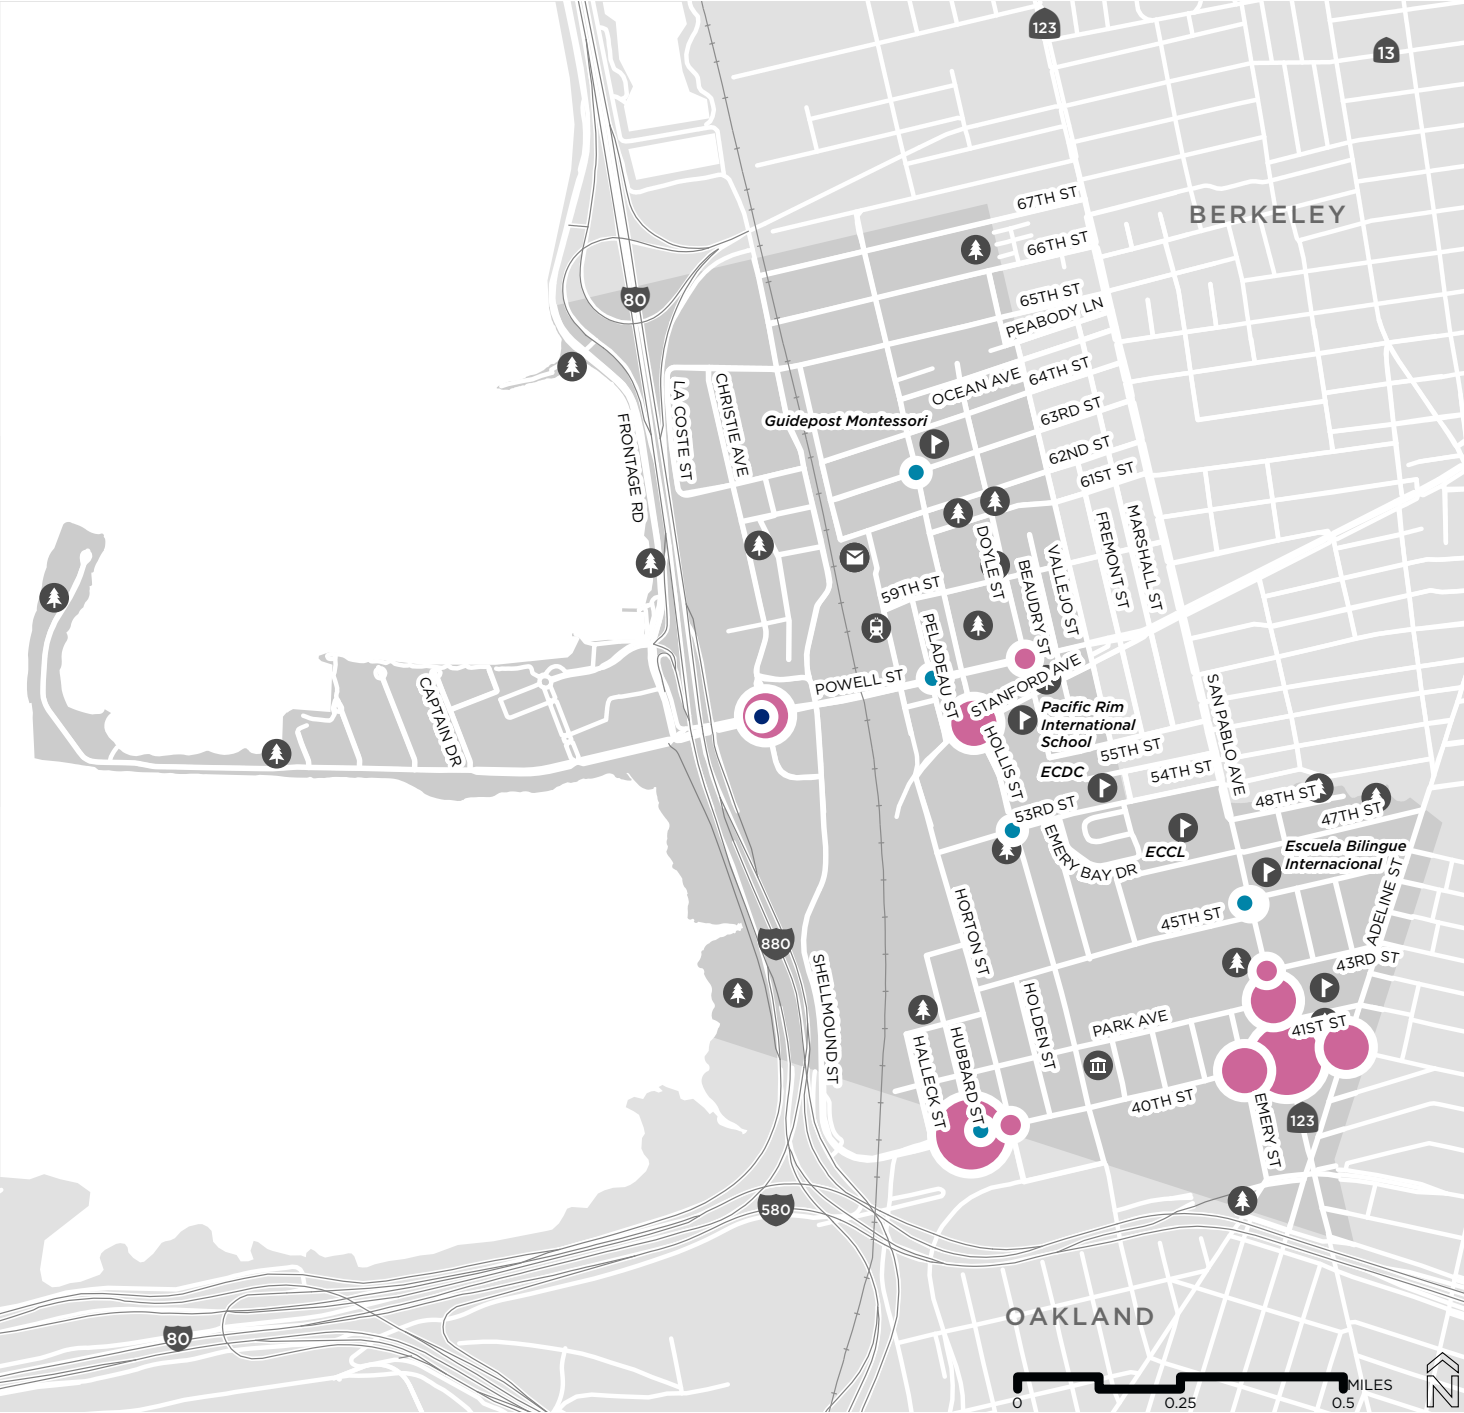 123
13
67TH ST
BERKELEY
66TH ST
80
65TH ST
PEABODY LN
OCEAN AVE
64TH ST
LA COSTE ST
CHRISTIE AVE
63RD ST
Guidepost Montessori
FRONTAGE RD
62ND ST
61ST ST
DOYLE ST
FREMONT ST
MARSHALL ST
VALLEJO ST
BEAUDRY ST
59TH ST
PELADEAU ST
POWELL ST
STANFORD AVE
CAPTAIN DR
SAN PABLO AVE
Pacific Rim
International
School
HOLLIS ST
55TH ST
54TH ST
ECDC
48TH ST
47TH ST
53RD ST
EMERY BAY DR
ECCL
Escuela Bilingue
Internacional
ADELINE ST
HORTON ST
45TH ST
880
43RD ST
SHELLMOUND ST
HOLDEN ST
PARK AVE
41ST ST
HALLECK ST
HUBBARD ST
40TH ST
EMERY ST
123
580
OAKLAND
80
MILES
0
0.25
0.5
N